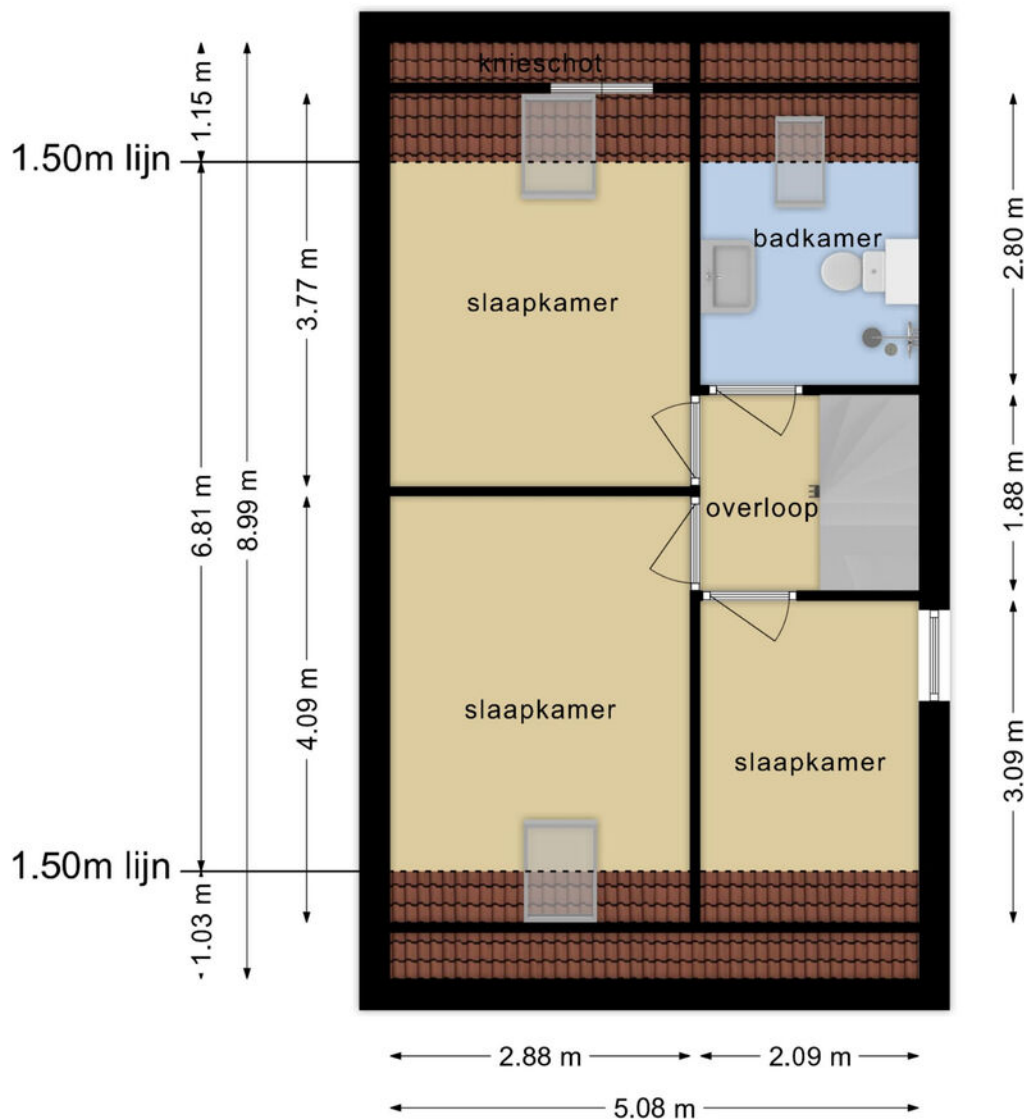 knieschot
1.15 m
1.50m lijn
badkamer
2.80 m
3.77 m
slaapkamer
6.81 m
8.99 m
overloop
1.88 m
4.09 m
slaapkamer
slaapkamer
3.09 m
1.50m lijn
1.03 m
2.88 m
2.09 m
5.08 m